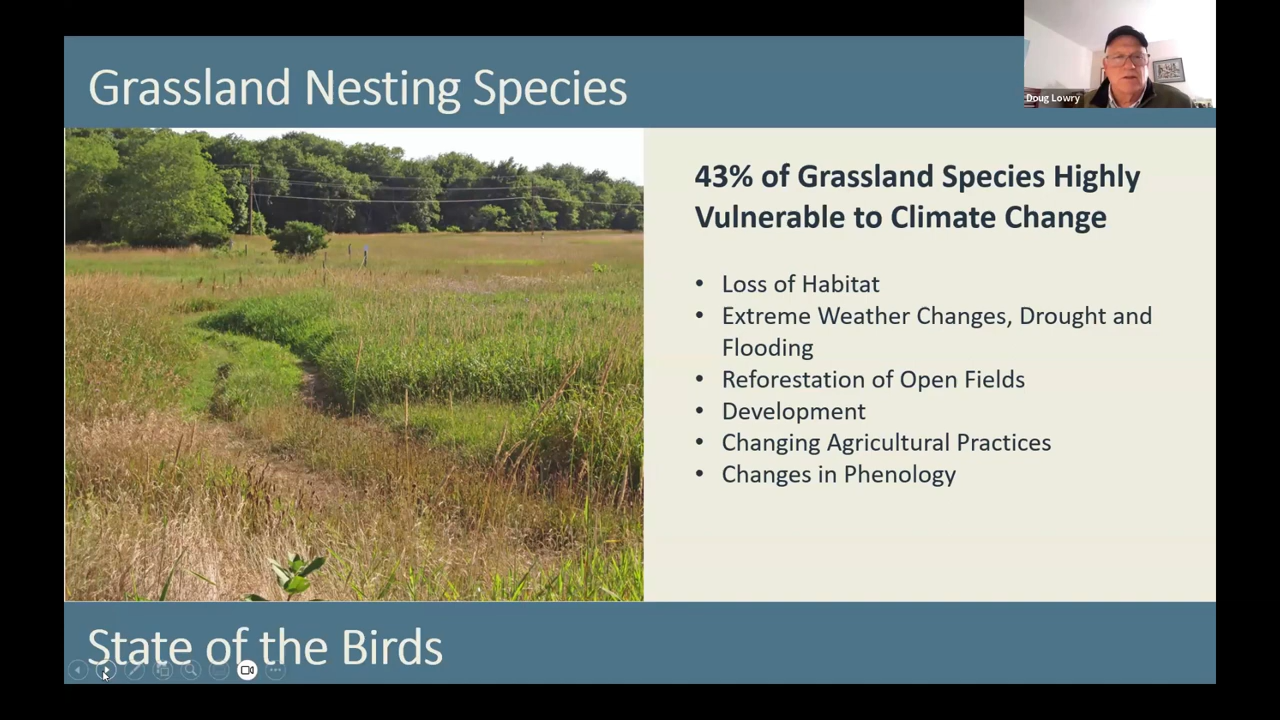 Grassland Nesting Species
Doug Lowry
43% of Grassland Species Highly
Vulnerable to Climate Change
• Loss of Habitat
• Extreme Weather Changes, Drought and
Flooding
• Reforestation of Open Fields
• Development
• Changing Agricultural Practices
• Changes in Phenology
State of the Birds